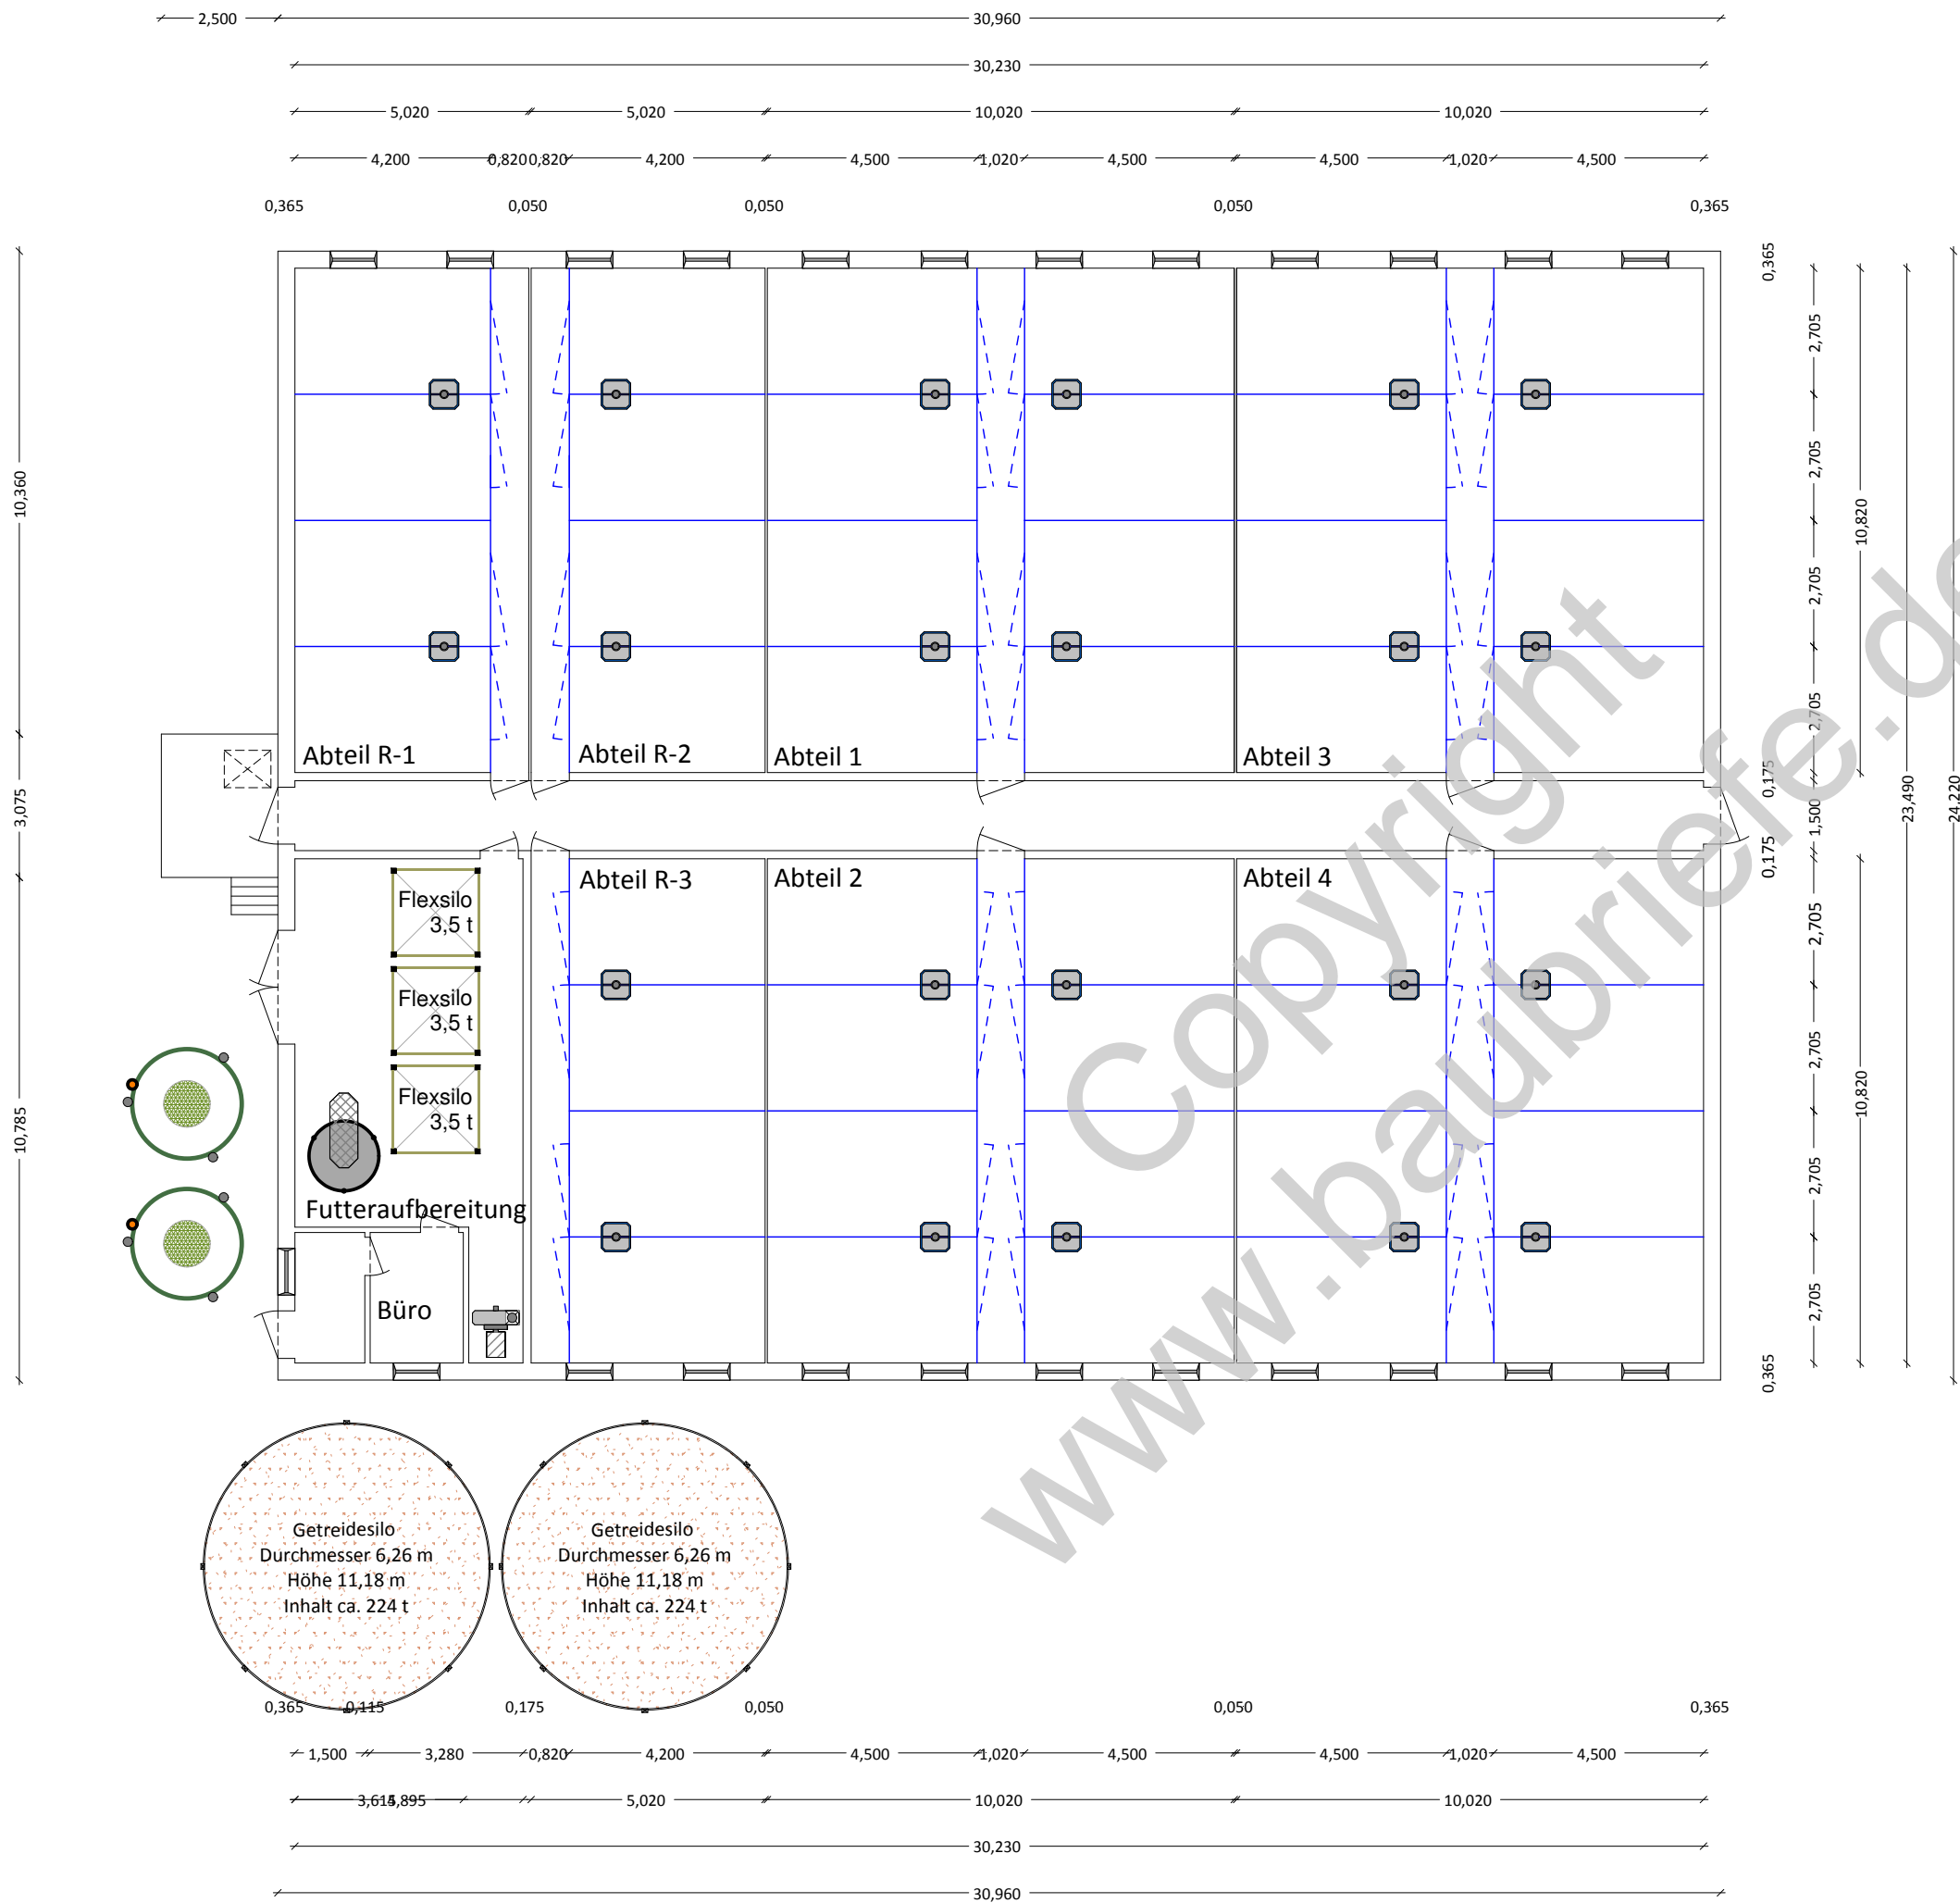 2,500
30,960
30,230
5,020
5,020
10,020
10,020
4,200
0,820
0,820
4,200
4,500
1,020
4,500
4,500
1,020
4,500
0,365
0,050
0,050
0,050
0,365
10,360
3,075
10,785
0,365
2,705
2,705
2,705
2,705
0,175
1,500
0,175
2,705
2,705
2,705
2,705
0,365
10,820
10,820
23,490
24,220
Abteil R-1
Abteil R-2
Abteil 1
Abteil 3
Abteil R-3
Abteil 2
Abteil 4
Flexsilo
3,5 t
Flexsilo
3,5 t
Flexsilo
3,5 t
Futteraufbereitung
Büro
Copyright
www.baubriefe.de
Getreidesilo
Durchmesser 6,26 m
Höhe 11,18 m
Inhalt ca. 224 t
Getreidesilo
Durchmesser 6,26 m
Höhe 11,18 m
Inhalt ca. 224 t
0,365
0,115
0,175
0,050
0,050
0,365
1,500
3,280
0,820
4,200
4,500
1,020
4,500
4,500
1,020
4,500
3,615
4,895
5,020
10,020
10,020
30,230
30,960